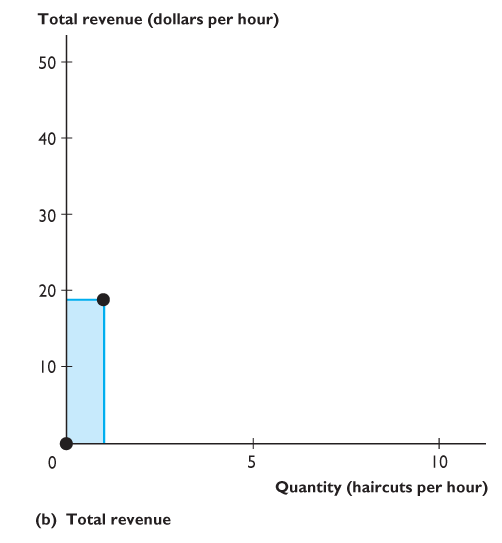 Total revenue (dollars per hour)
50
40
30
20
10
0
5
10
Quantity (haircuts per hour)
(b) Total revenue